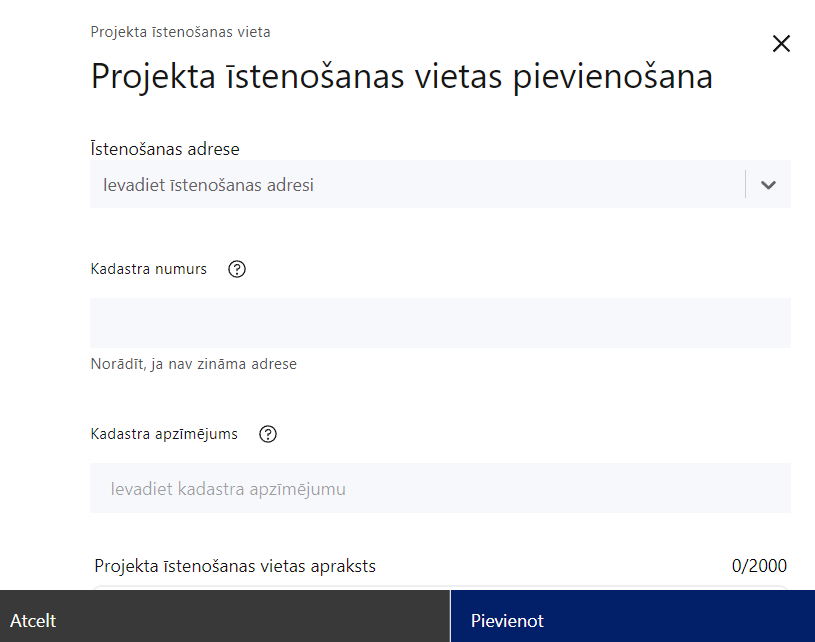 Projekta īstenošanas vieta
Projekta īstenošanas vietas pievienošana
Īstenošanas adrese
Ievadiet īstenošanas adresi
Kadastra numurs
Norādīt, ja nav zināma adrese
Kadastra apzīmējums
Ievadiet kadastra apzīmējumu
Projekta īstenošanas vietas apraksts 0/2000
Atcelt Pievienot